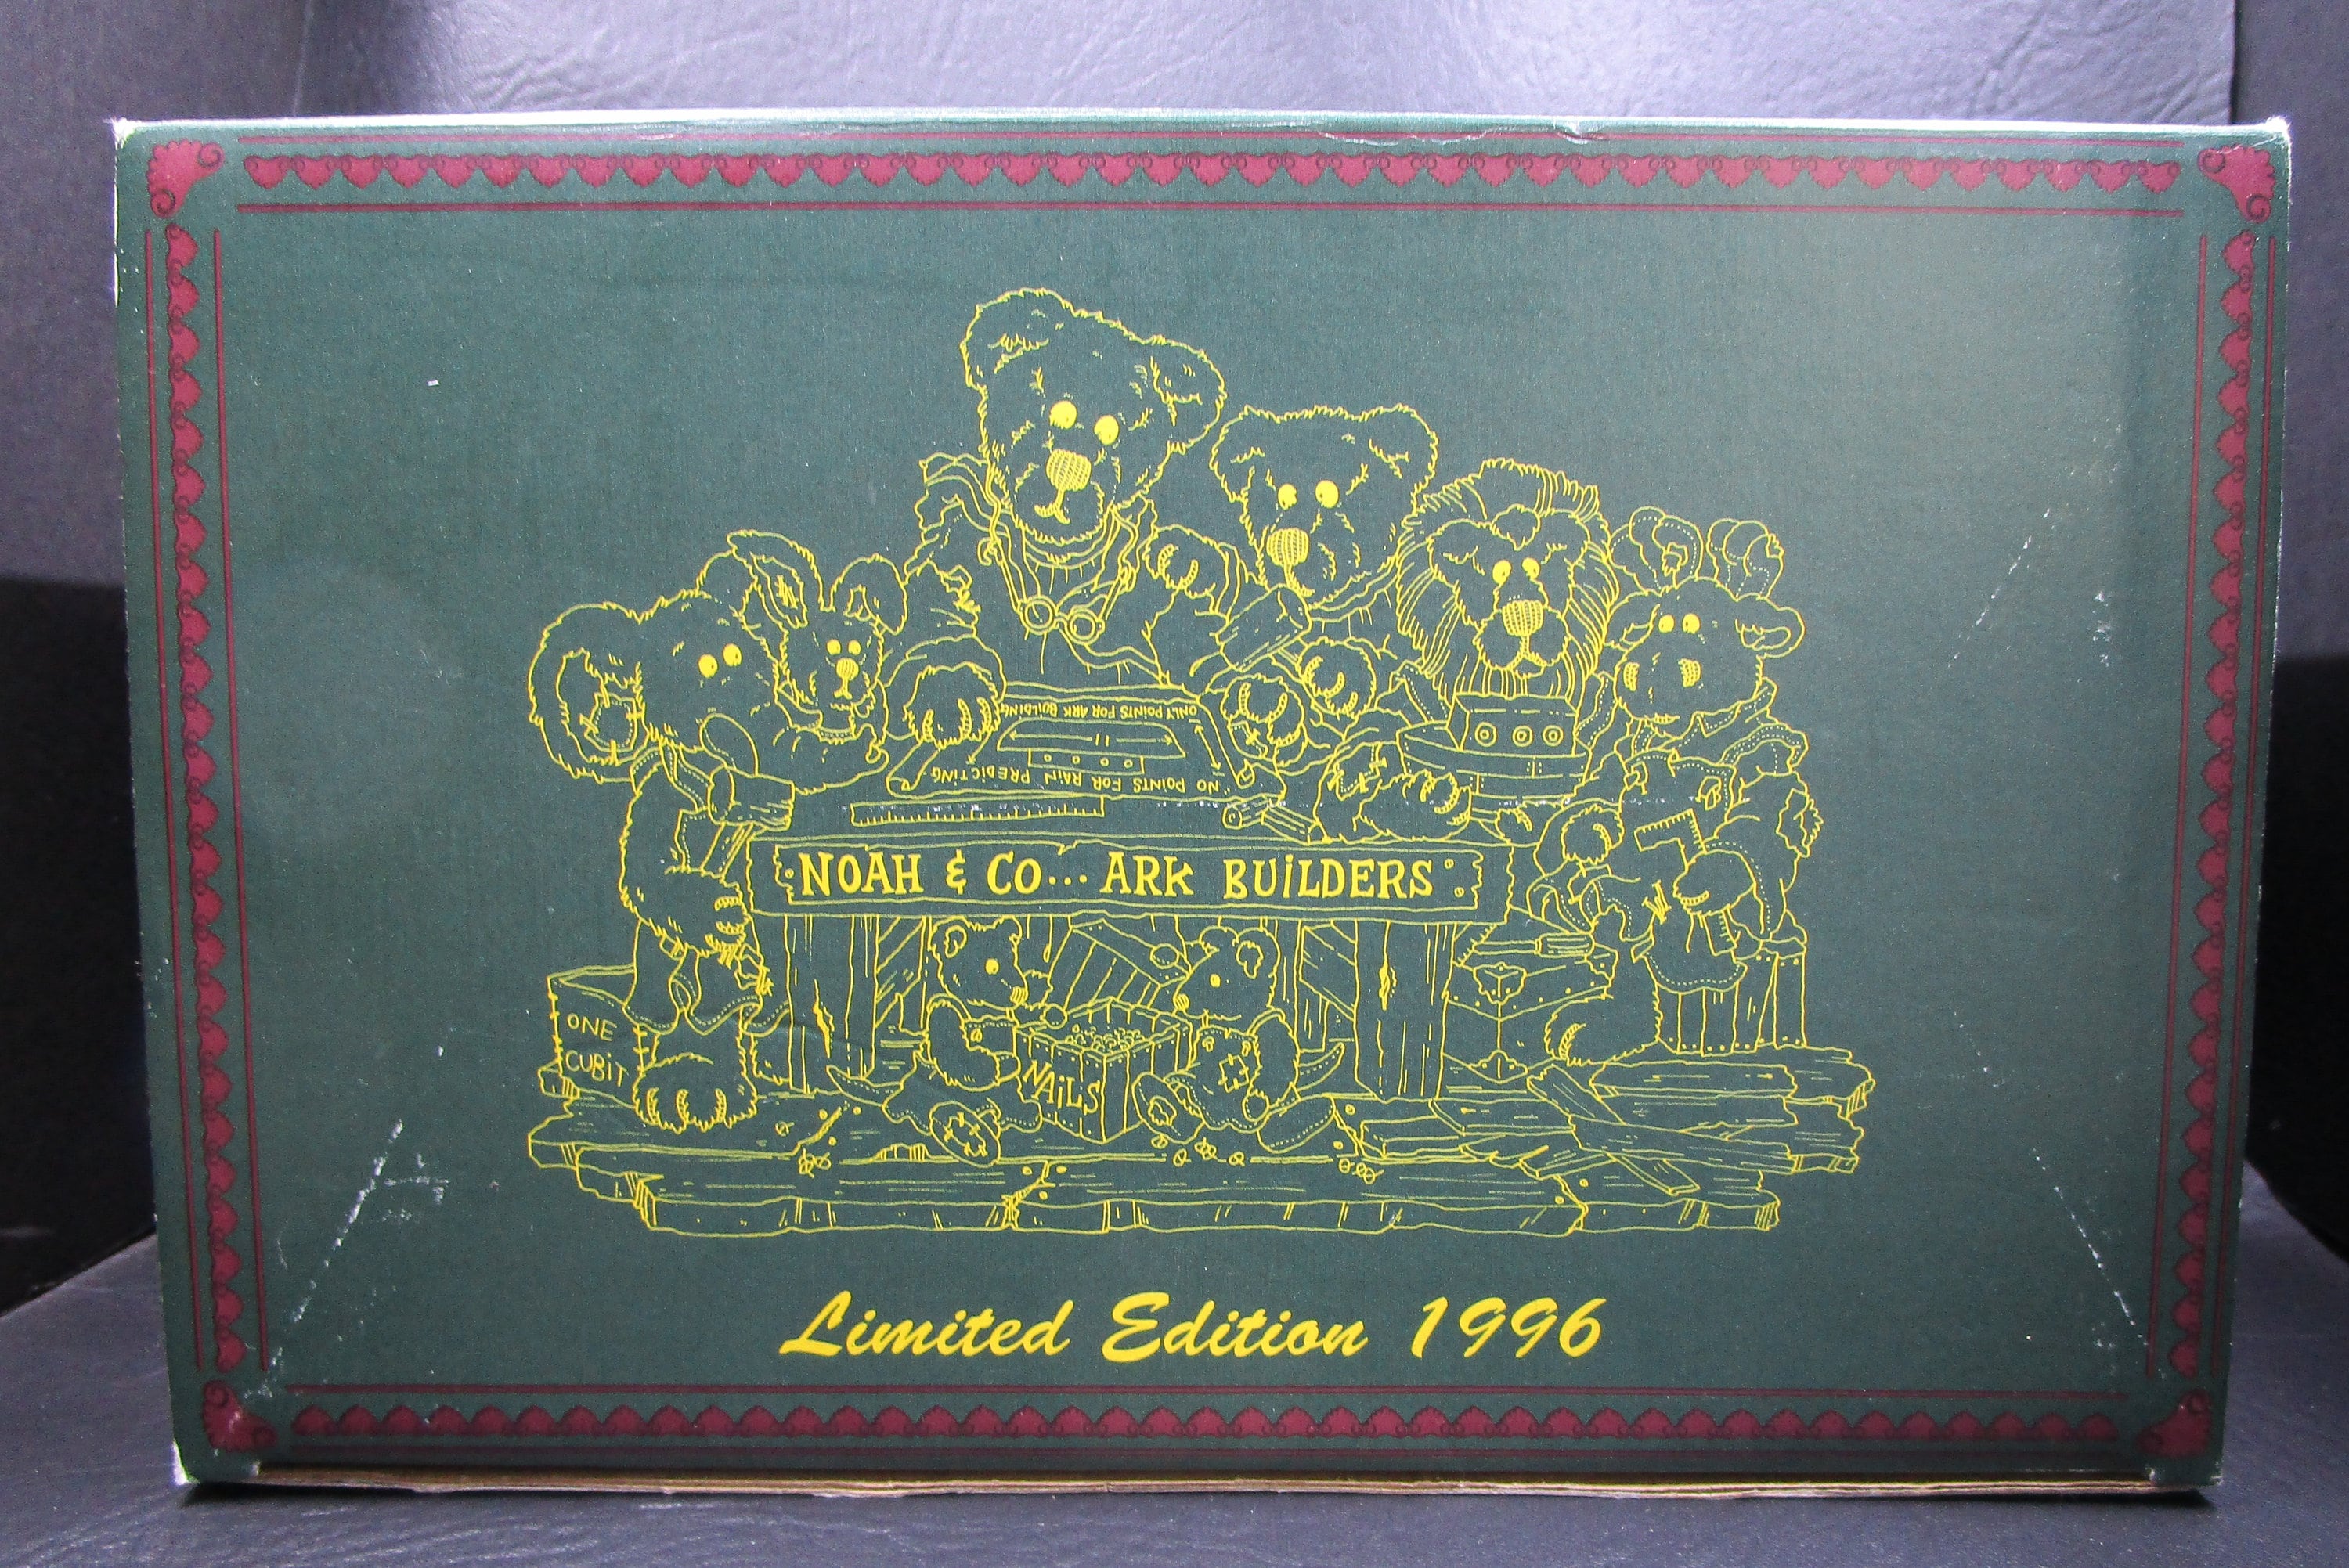 ONLY POINTS FOR ARK BUILDING
"NO POINTS FOR RAIN PREDICTING
NOAH & CO... ARK BUILDERS
ONE
CUBIT
NAILS
Limited Edition 1996